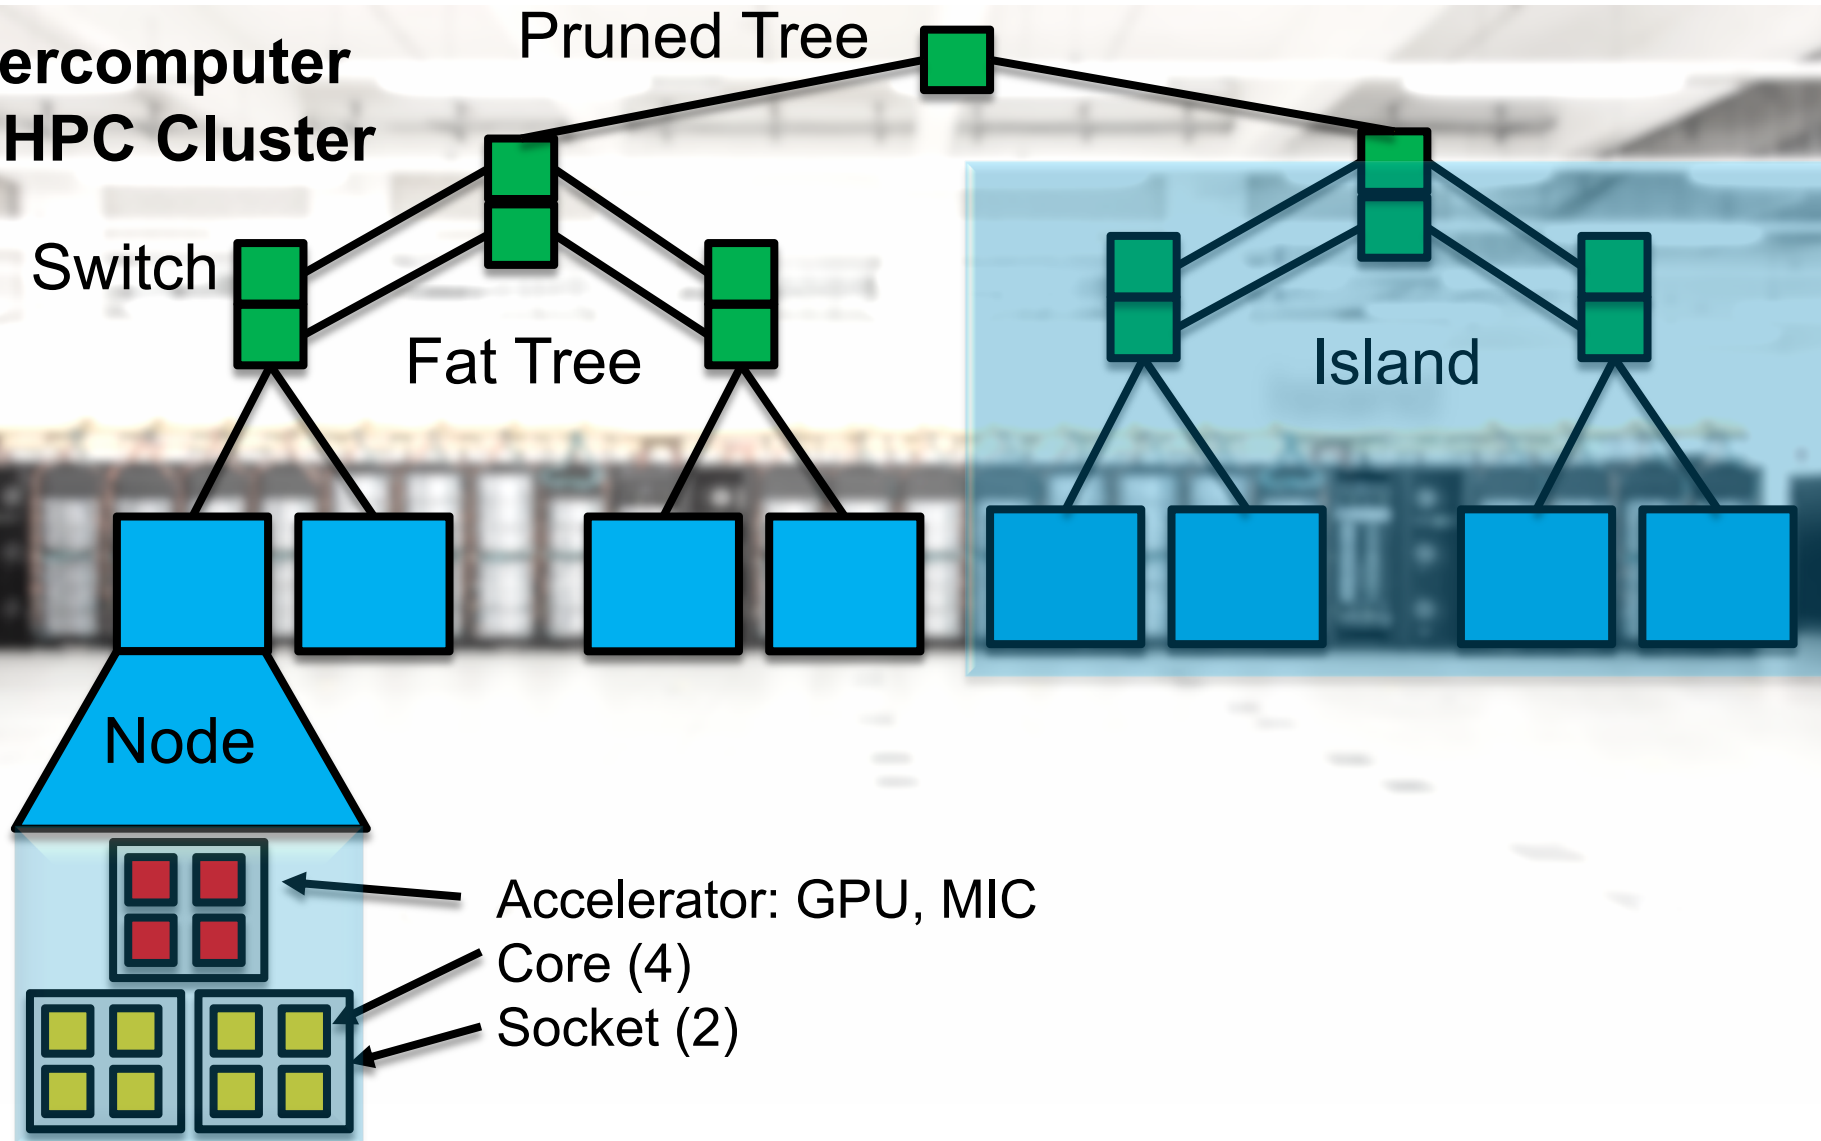 ercomputer
HPC Cluster
Pruned Tree
Switch
Fat Tree
Island
Node
Accelerator: GPU, MIC
Core (4)
Socket (2)